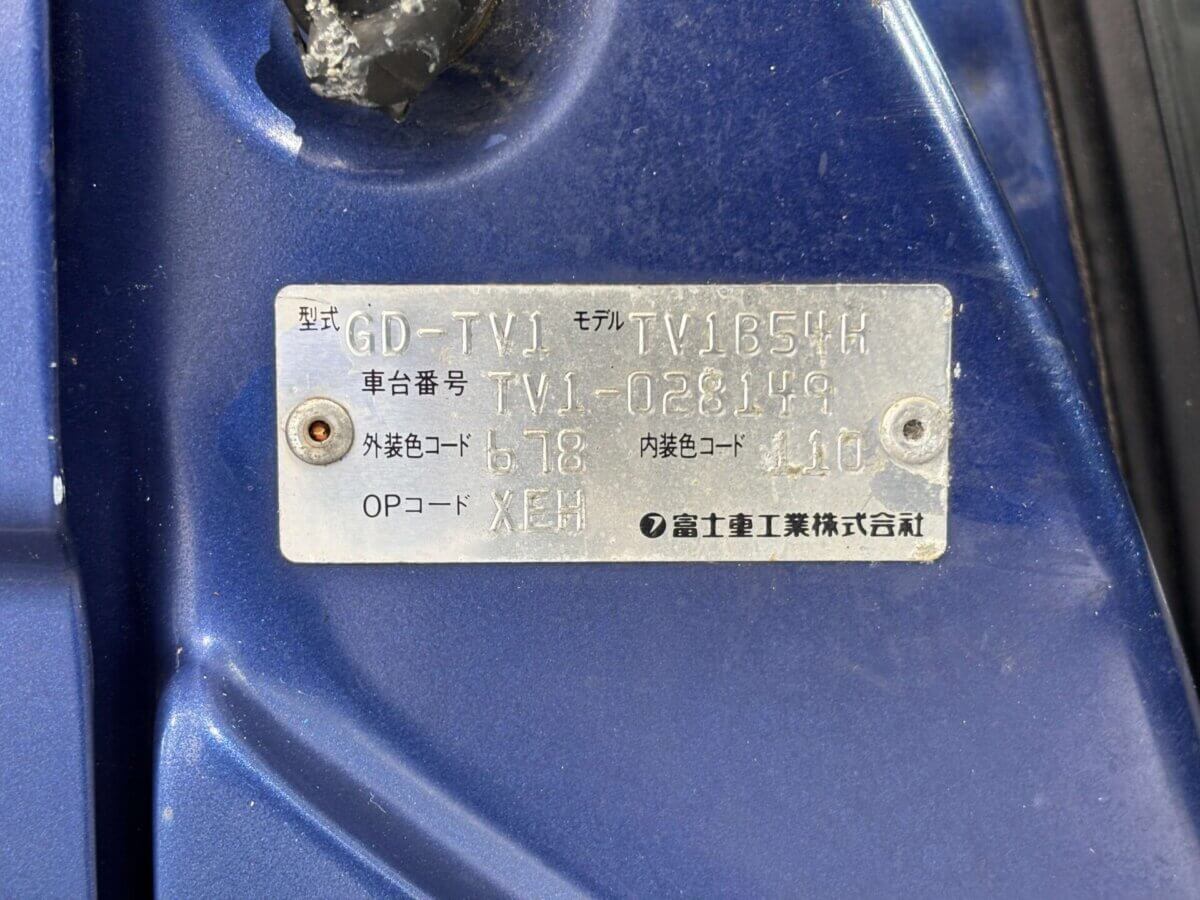 型式 GD-TV1 モデル TV1B54H
車台番号 TV1-028149
外装色コード 678 内装色コード 110
OPコード XEH
富士重工業株式会社